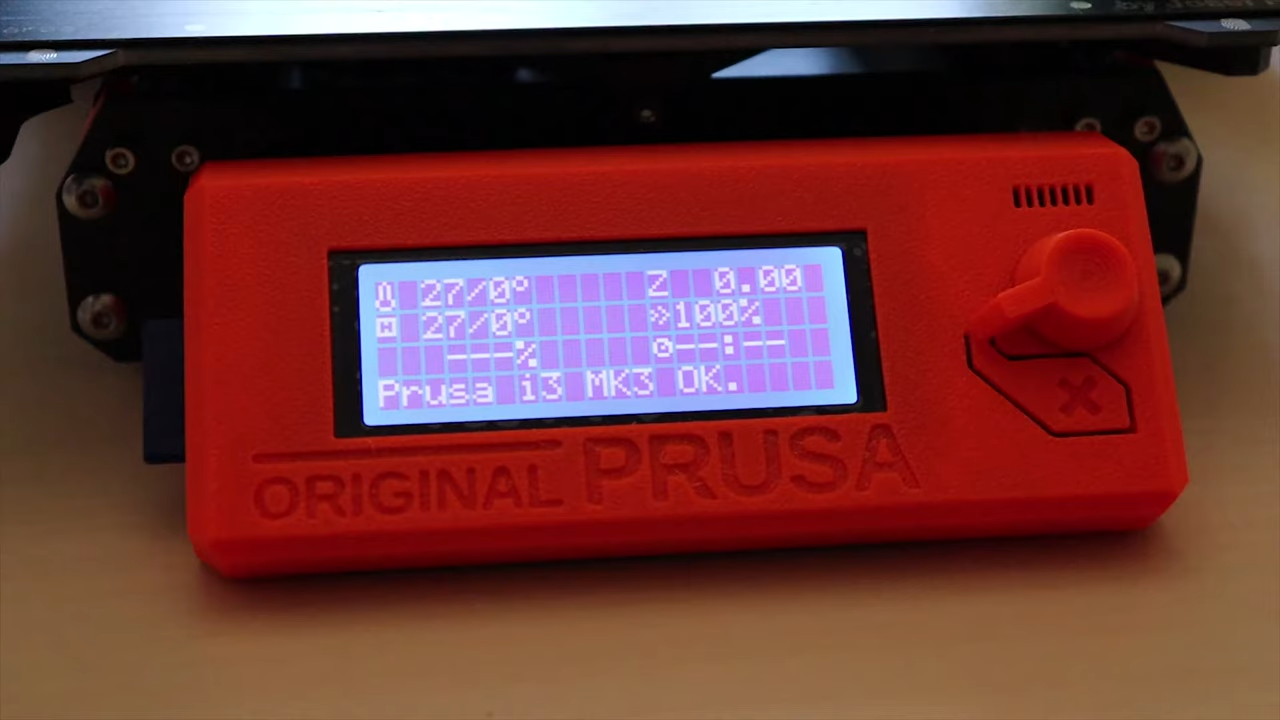 27/0° Z 0.00
27/0° »100%
---% --:--
Prusa i3 MK3 OK.
ORIGINAL PRUSA